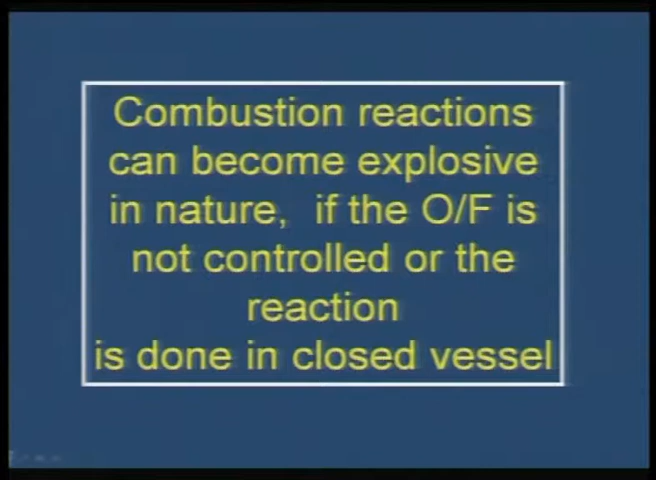 Combustion reactions
can become explosive
in nature,  if the O/F is
not controlled or the
reaction
is done in closed vessel